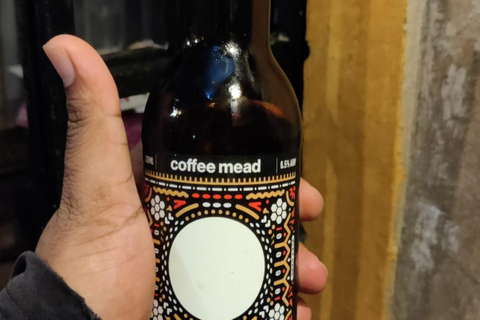 coffee mead
6.5% ABV